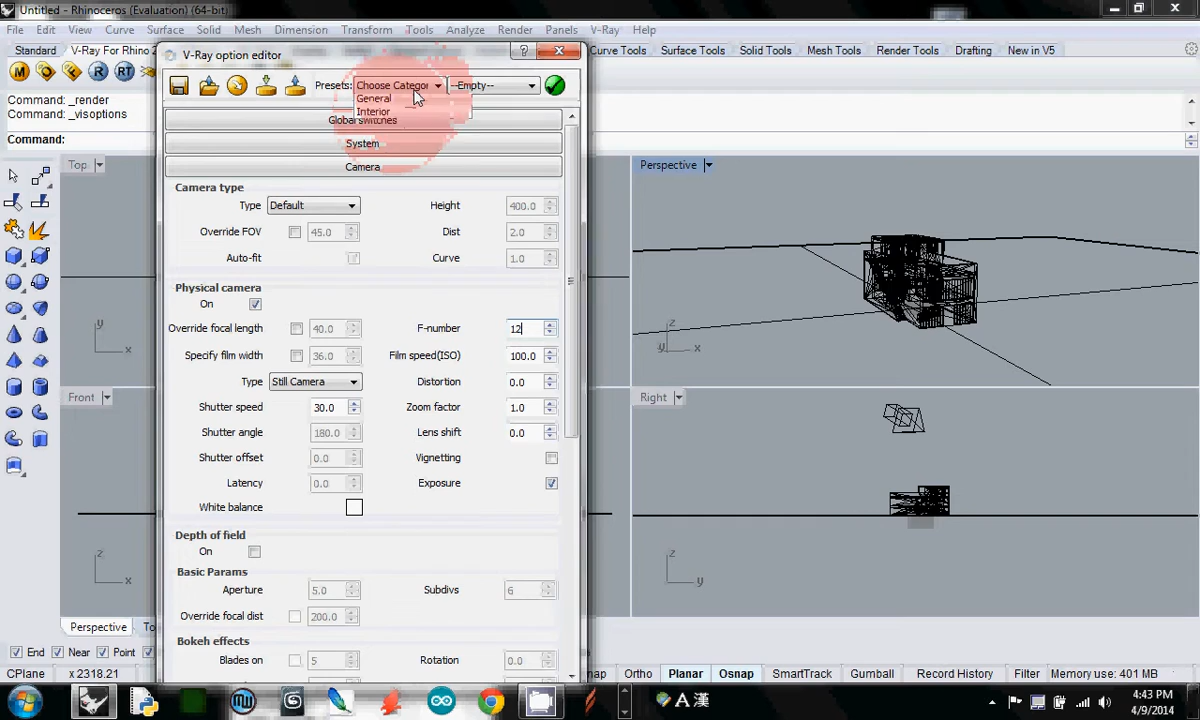 Untitled - Rhinoceros (Evaluation) (64-bit)
File Edit View Curve Surface Solid Mesh Dimension Transform Tools Analyze Render Panels V-Ray Help
Standard V-Ray For Rhino 2 Curve Tools Surface Tools Solid Tools Mesh Tools Render Tools Drafting New in V5
V-Ray option editor
Presets: Choose Categor --Empty--
General
Interior
Command: _render
Command: _visoptions
Command:
Global switches
System
Camera
Top
Perspective
Camera type
Type Default Height 400.0
Override FOV 45.0 Dist 2.0
Auto-fit Curve 1.0
Physical camera
On
Override focal length 40.0 F-number 12
Specify film width 36.0 Film speed(ISO) 100.0
Type Still Camera Distortion 0.0
Shutter speed 30.0 Zoom factor 1.0
Shutter angle 180.0 Lens shift 0.0
Shutter offset 0.0 Vignetting
Latency 0.0 Exposure
White balance
Depth of field
On
Basic Params
Aperture 5.0 Subdivs 6
Override focal dist 200.0
Bokeh effects
Blades on 5 Rotation 0.0
y
x
z
y
x
Front
Right
z
x
z
y
Perspective To
End Near Point
CPlane x 2318.21 Ortho Planar Osnap SmartTrack Gumball Record History Filter Memory use: 401 MB
A 漢
4:43 PM
4/9/2014